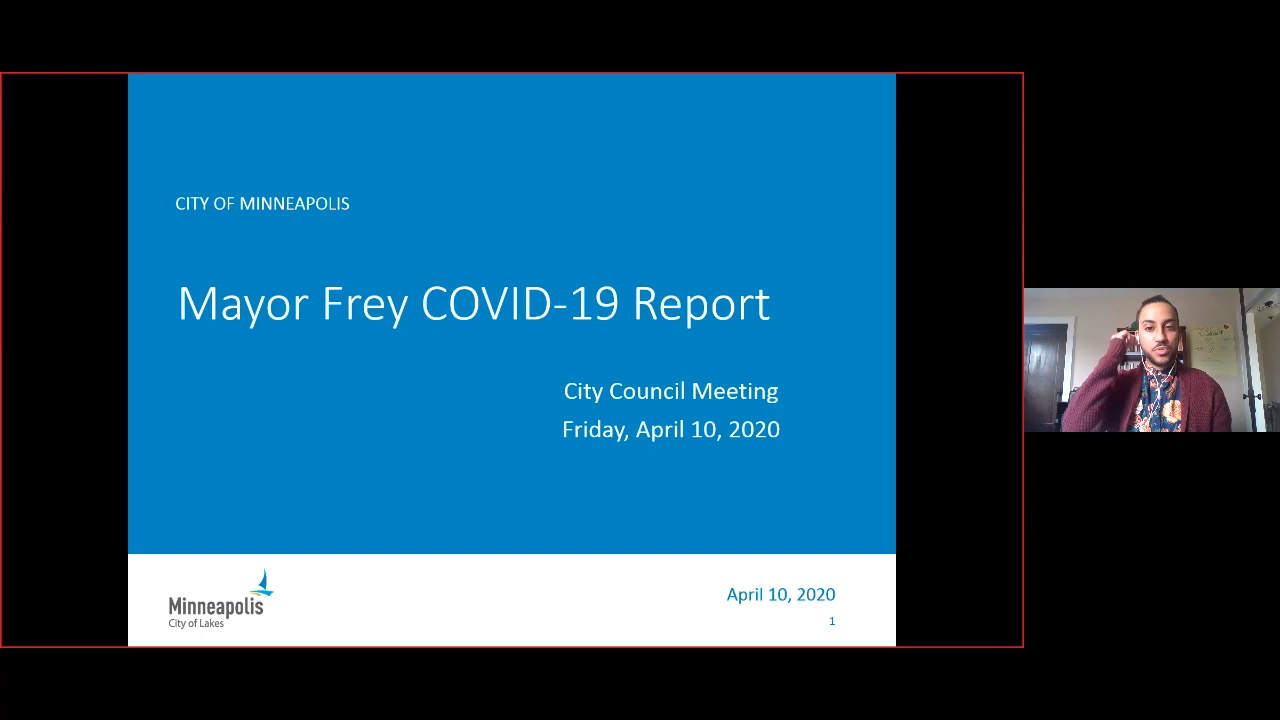 CITY OF MINNEAPOLIS
Mayor Frey COVID-19 Report
City Council Meeting
Friday, April 10, 2020
Minneapolis
City of Lakes
April 10, 2020
1